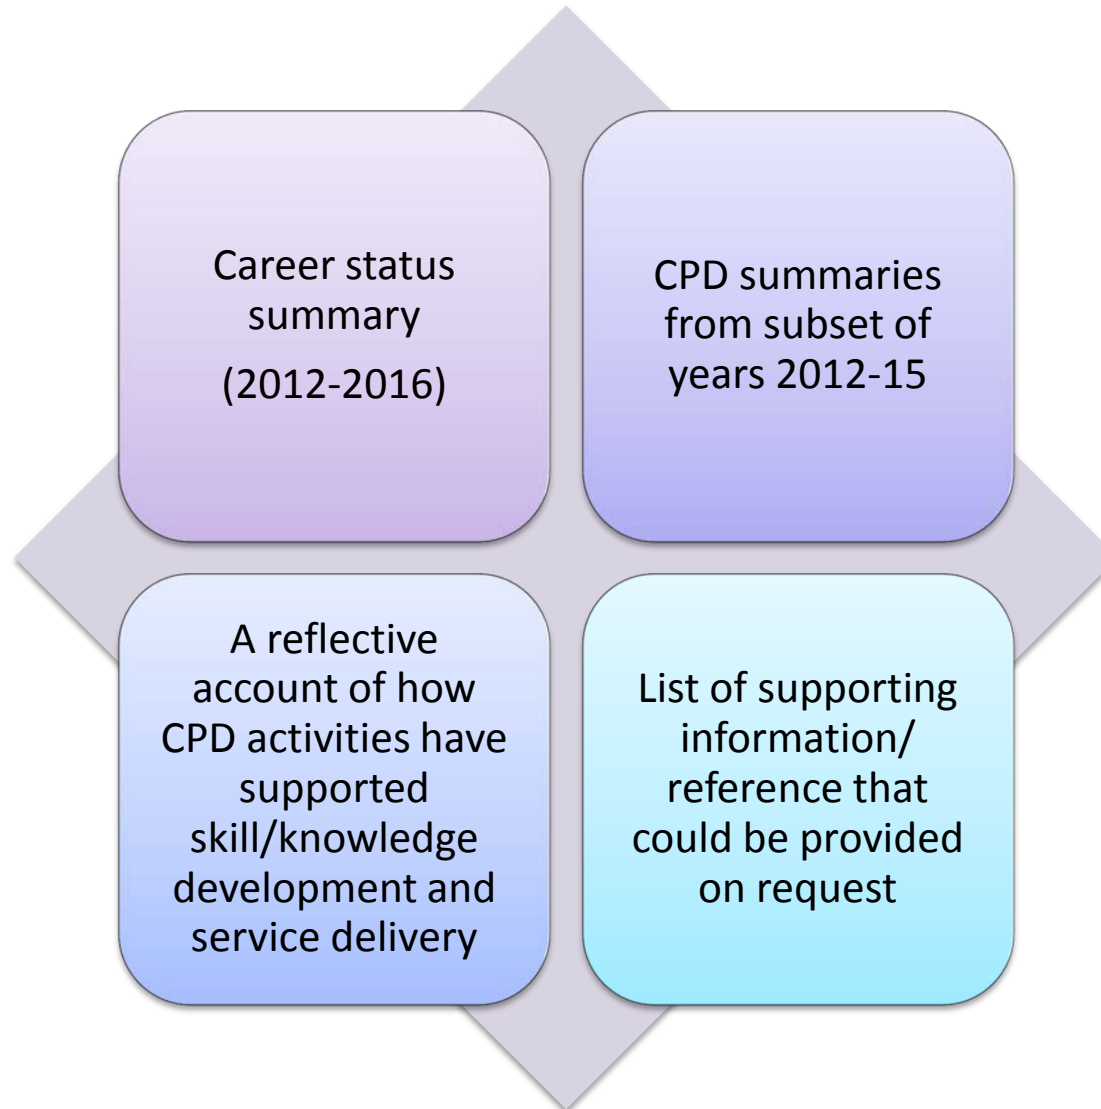 Career status
summary
(2012-2016)
CPD summaries
from subset of
years 2012-15
A reflective
account of how
CPD activities have
supported
skill/knowledge
development and
service delivery
List of supporting
information/
reference that
could be provided
on request